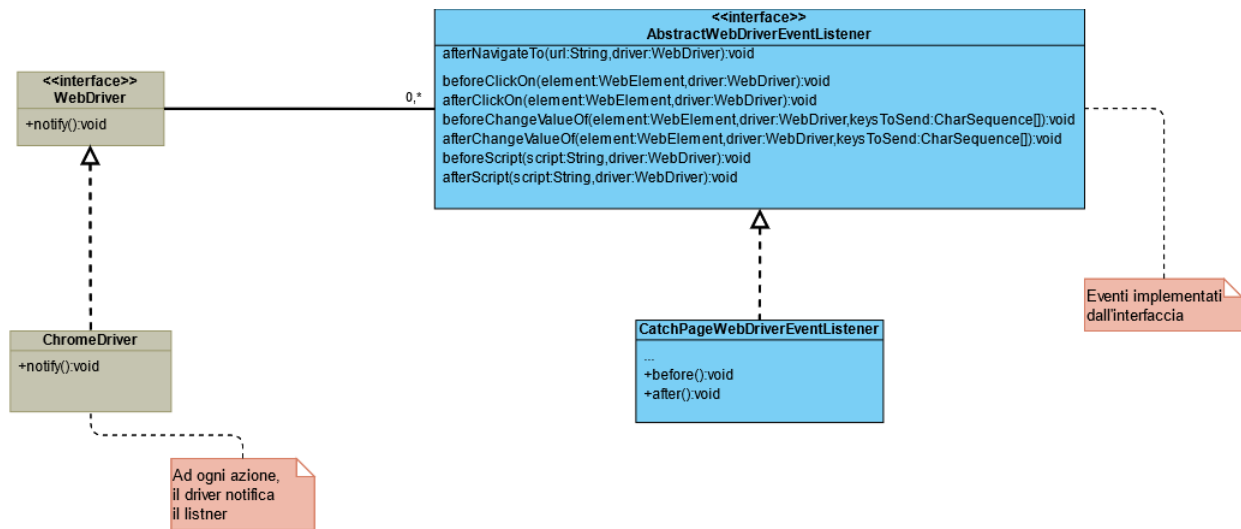 <<interface>>
AbstractWebDriverEventListener
afterNavigateTo(url:String,driver:WebDriver):void
beforeClickOn(element:WebElement,driver:WebDriver):void
afterClickOn(element:WebElement,driver:WebDriver):void
beforeChangeValueOf(element:WebElement,driver:WebDriver,keysToSend:CharSequence[]):void
afterChangeValueOf(element:WebElement,driver:WebDriver,keysToSend:CharSequence[]):void
beforeScript(script:String,driver:WebDriver):void
afterScript(script:String,driver:WebDriver):void
<<interface>>
WebDriver
+notify():void
0,*
Eventi implementati
dall'interfaccia
ChromeDriver
+notify():void
CatchPageWebDriverEventListener
...
+before():void
+after():void
Ad ogni azione,
il driver notifica
il listner